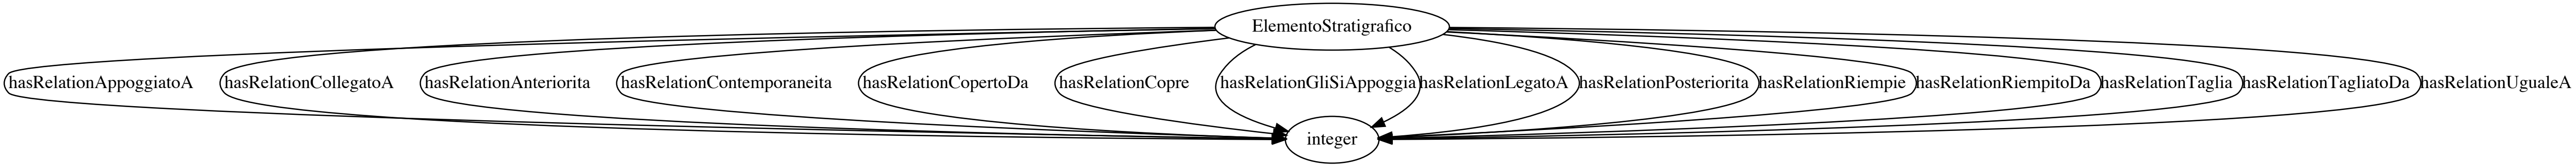 ElementoStratigrafico
hasRelationAppoggiatoA
hasRelationCollegatoA
hasRelationAnteriorita
hasRelationContemporaneita
hasRelationCopertoDa
hasRelationCopre
hasRelationGliSiAppoggia
hasRelationLegatoA
hasRelationPosteriorita
hasRelationRiempie
hasRelationRiempitoDa
hasRelationTaglia
hasRelationTagliatoDa
hasRelationUgualeA
integer